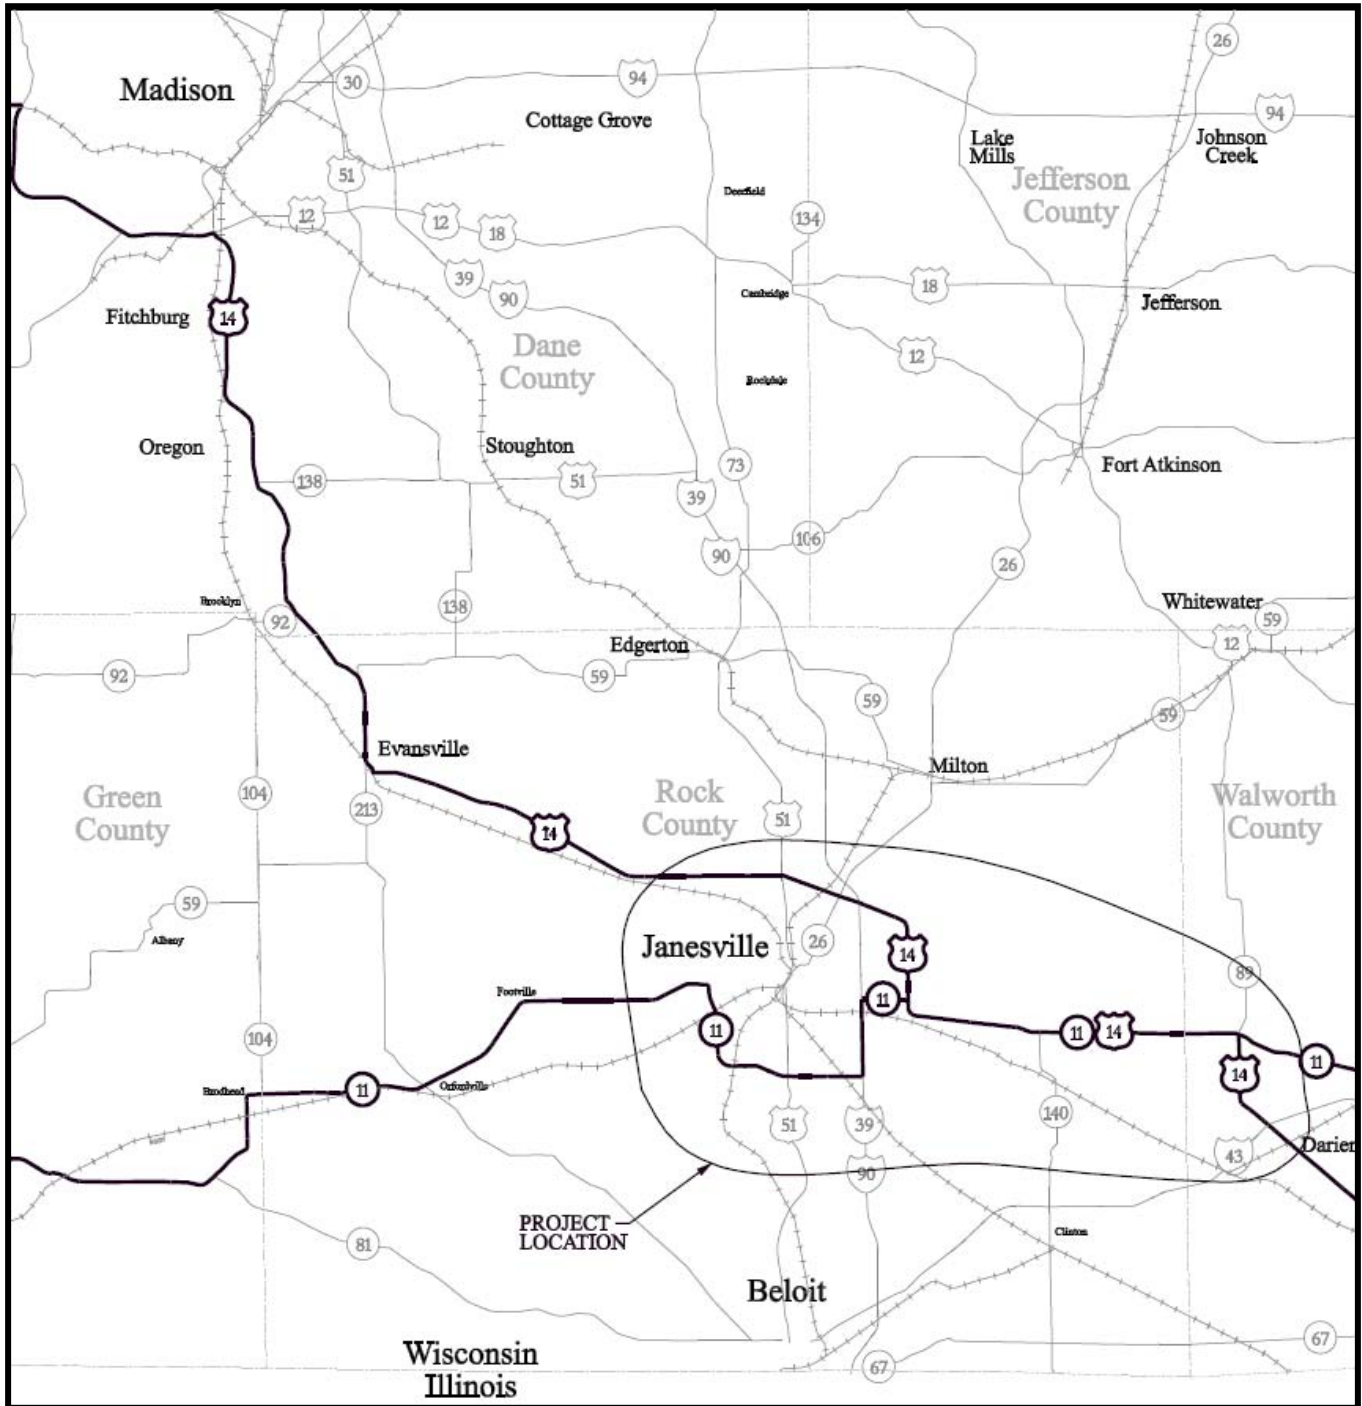 26
94
30
Madison
94
Cottage Grove
Lake
Mills
Johnson
Creek
51
Jefferson
County
Deerfield
12
12
18
134
39
90
18
Cambridge
Jefferson
Fitchburg
14
Dane
County
12
Rockdale
Oregon
Stoughton
73
Fort Atkinson
138
51
39
106
90
26
Brooklyn
138
Whitewater
92
59
Edgerton
12
92
59
59
59
Evansville
Milton
Green
County
104
213
Rock
County
Walworth
County
51
14
59
Albany
Janesville
26
14
89
Footville
11
11
11
14
104
11
14
Brodhead
11
Orfordville
51
39
140
43
Darien
90
PROJECT
LOCATION
Clinton
81
Beloit
67
Wisconsin
Illinois
67